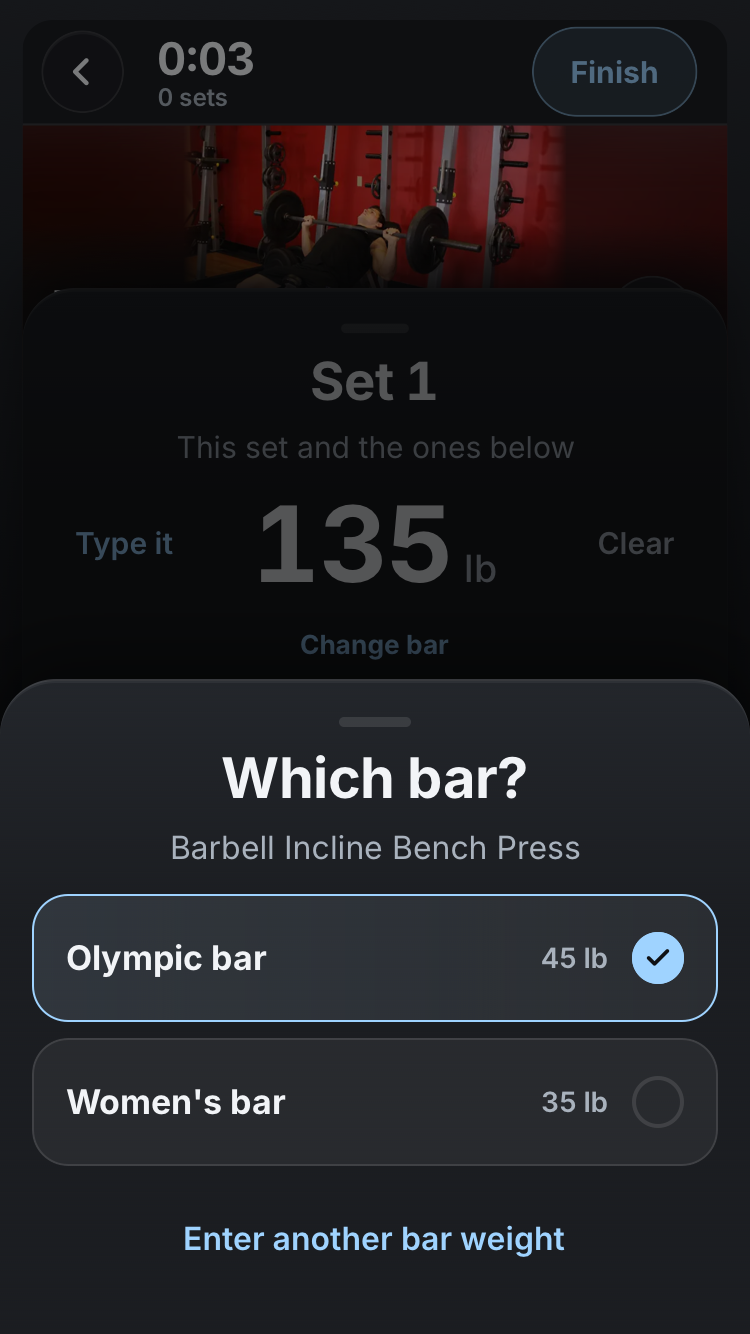 0:03
0 sets
Finish
Set 1
This set and the ones below
Type it
135 lb
Clear
Change bar
Which bar?
Barbell Incline Bench Press
Olympic bar
45 lb
Women's bar
35 lb
Enter another bar weight